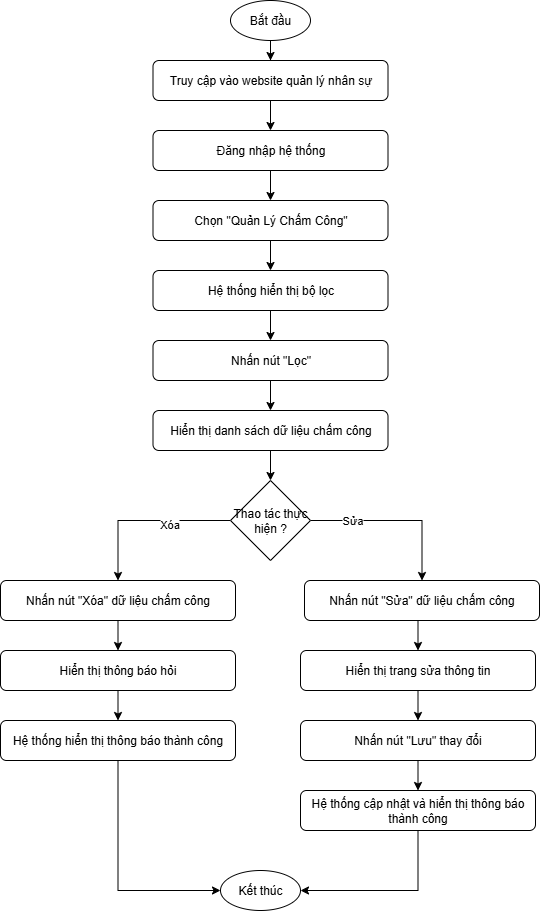 Bắt đầu
Truy cập vào website quản lý nhân sự
Đăng nhập hệ thống
Chọn "Quản Lý Chấm Công"
Hệ thống hiển thị bộ lọc
Nhấn nút "Lọc"
Hiển thị danh sách dữ liệu chấm công
Thao tác thực
hiện ?
Xóa
Sửa
Nhấn nút "Xóa" dữ liệu chấm công
Nhấn nút "Sửa" dữ liệu chấm công
Hiển thị thông báo hỏi
Hiển thị trang sửa thông tin
Hệ thống hiển thị thông báo thành công
Nhấn nút "Lưu" thay đổi
Hệ thống cập nhật và hiển thị thông báo
thành công
Kết thúc